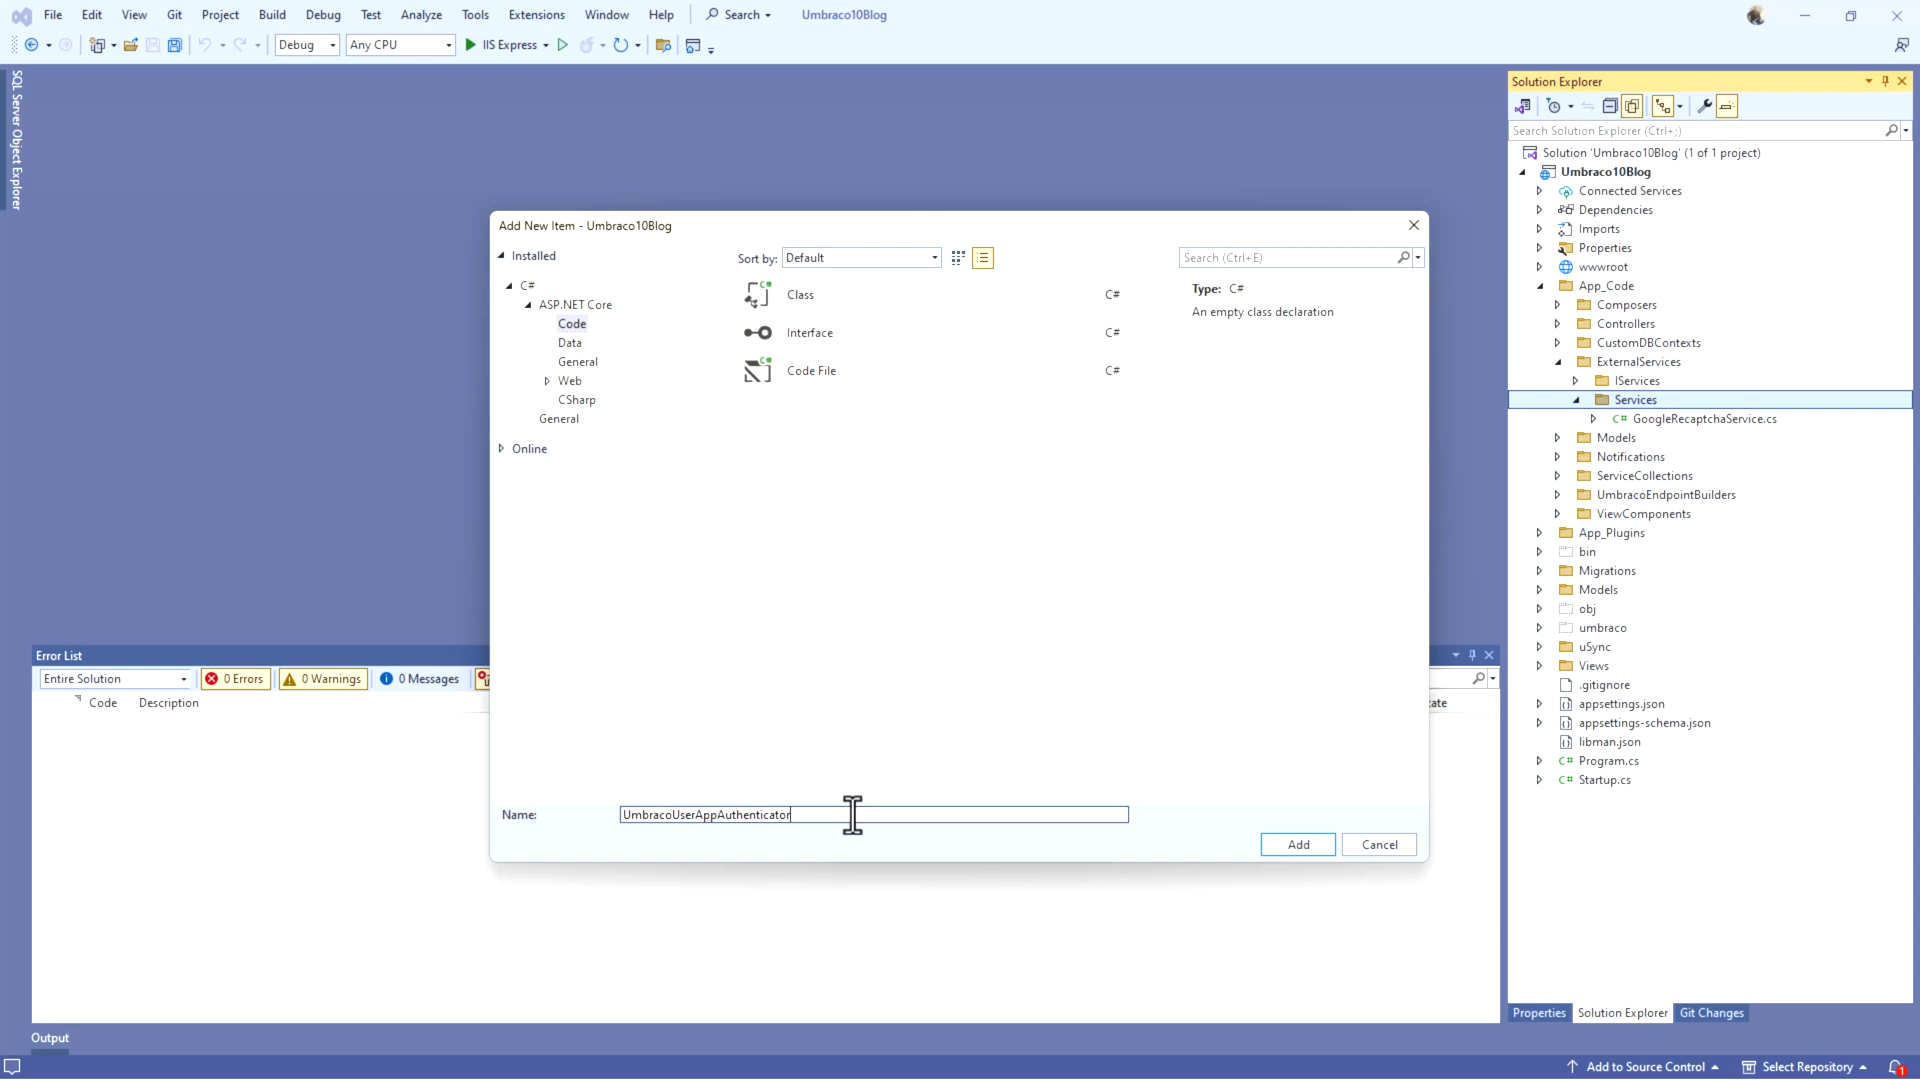 File Edit View Git Project Build Debug Test Analyze Tools Extensions Window Help Search Umbraco10Blog
Debug Any CPU IIS Express
SQL Server Object Explorer
Solution Explorer
Search Solution Explorer (Ctrl+;)
Solution 'Umbraco10Blog' (1 of 1 project)
Umbraco10Blog
Connected Services
Dependencies
Imports
Properties
wwwroot
App_Code
Composers
Controllers
CustomDBContexts
ExternalServices
IServices
Services
C# GoogleRecaptchaService.cs
Models
Notifications
ServiceCollections
UmbracoEndpointBuilders
ViewComponents
App_Plugins
bin
Migrations
Models
obj
umbraco
uSync
Views
.gitignore
appsettings.json
appsettings-schema.json
libman.json
C# Program.cs
C# Startup.cs
Properties Solution Explorer Git Changes
Add New Item - Umbraco10Blog
Installed
C#
ASP.NET Core
Code
Data
General
Web
CSharp
General
Online
Sort by: Default
Search (Ctrl+E)
Class C#
Interface C#
Code File C#
Type: C#
An empty class declaration
Name: UmbracoUserAppAuthenticator
Add Cancel
Error List
Entire Solution 0 Errors 0 Warnings 0 Messages
Code Description
Output
Add to Source Control Select Repository 1